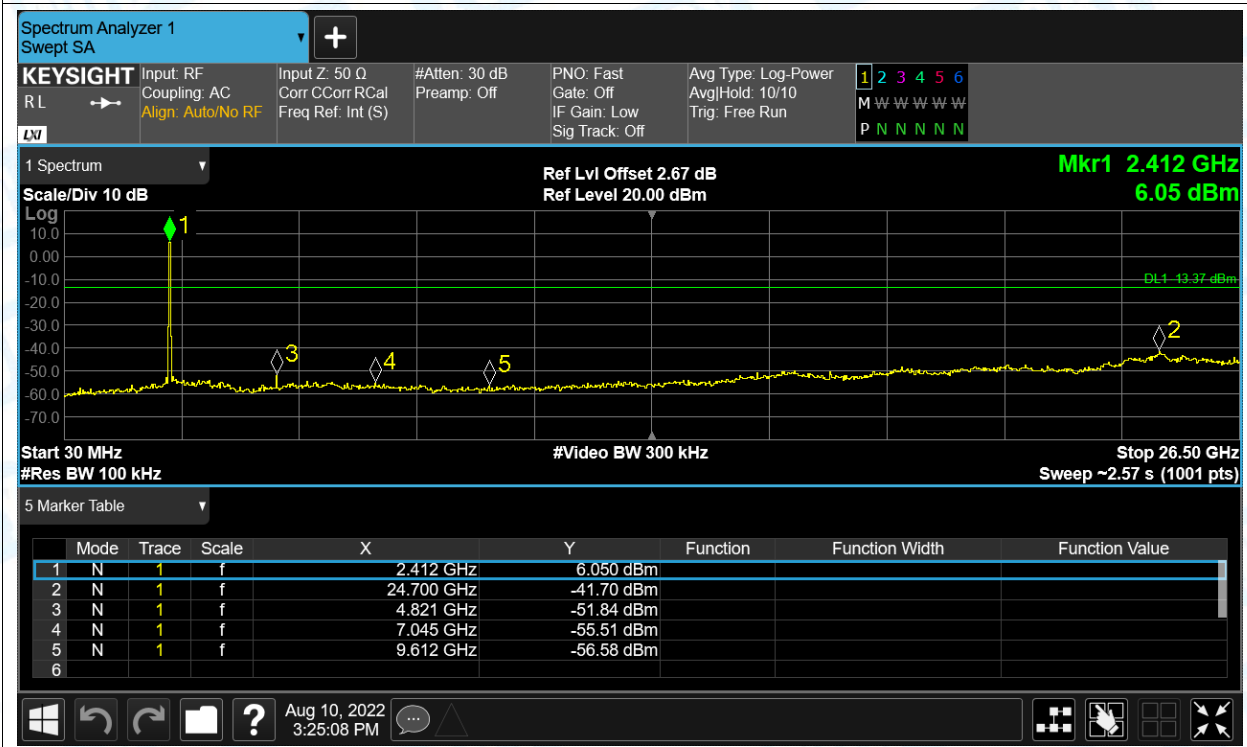 Spectrum Analyzer 1
Swept SA
KEYSIGHT
R L
LXI
Input: RF
Coupling: AC
Align: Auto/No RF
Input Z: 50 Ω
Corr CCorr RCal
Freq Ref: Int (S)
#Atten: 30 dB
Preamp: Off
PNO: Fast
Gate: Off
IF Gain: Low
Sig Track: Off
Avg Type: Log-Power
Avg|Hold: 10/10
Trig: Free Run
1 2 3 4 5 6
M W W W W W W
P N N N N N
1 Spectrum
Scale/Div 10 dB
Ref Lvl Offset 2.67 dB
Ref Level 20.00 dBm
Mkr1 2.412 GHz
6.05 dBm
Log
10.0
0.00
-10.0
-20.0
-30.0
-40.0
-50.0
-60.0
-70.0
1
DL1 -13.37 dBm
2
3
4
5
Start 30 MHz
#Video BW 300 kHz
Stop 26.50 GHz
#Res BW 100 kHz
Sweep ~2.57 s (1001 pts)
5 Marker Table
Mode Trace Scale X Y Function Function Width Function Value
1 N 1 f 2.412 GHz 6.050 dBm
2 N 1 f 24.700 GHz -41.70 dBm
3 N 1 f 4.821 GHz -51.84 dBm
4 N 1 f 7.045 GHz -55.51 dBm
5 N 1 f 9.612 GHz -56.58 dBm
6
?
Aug 10, 2022
3:25:08 PM